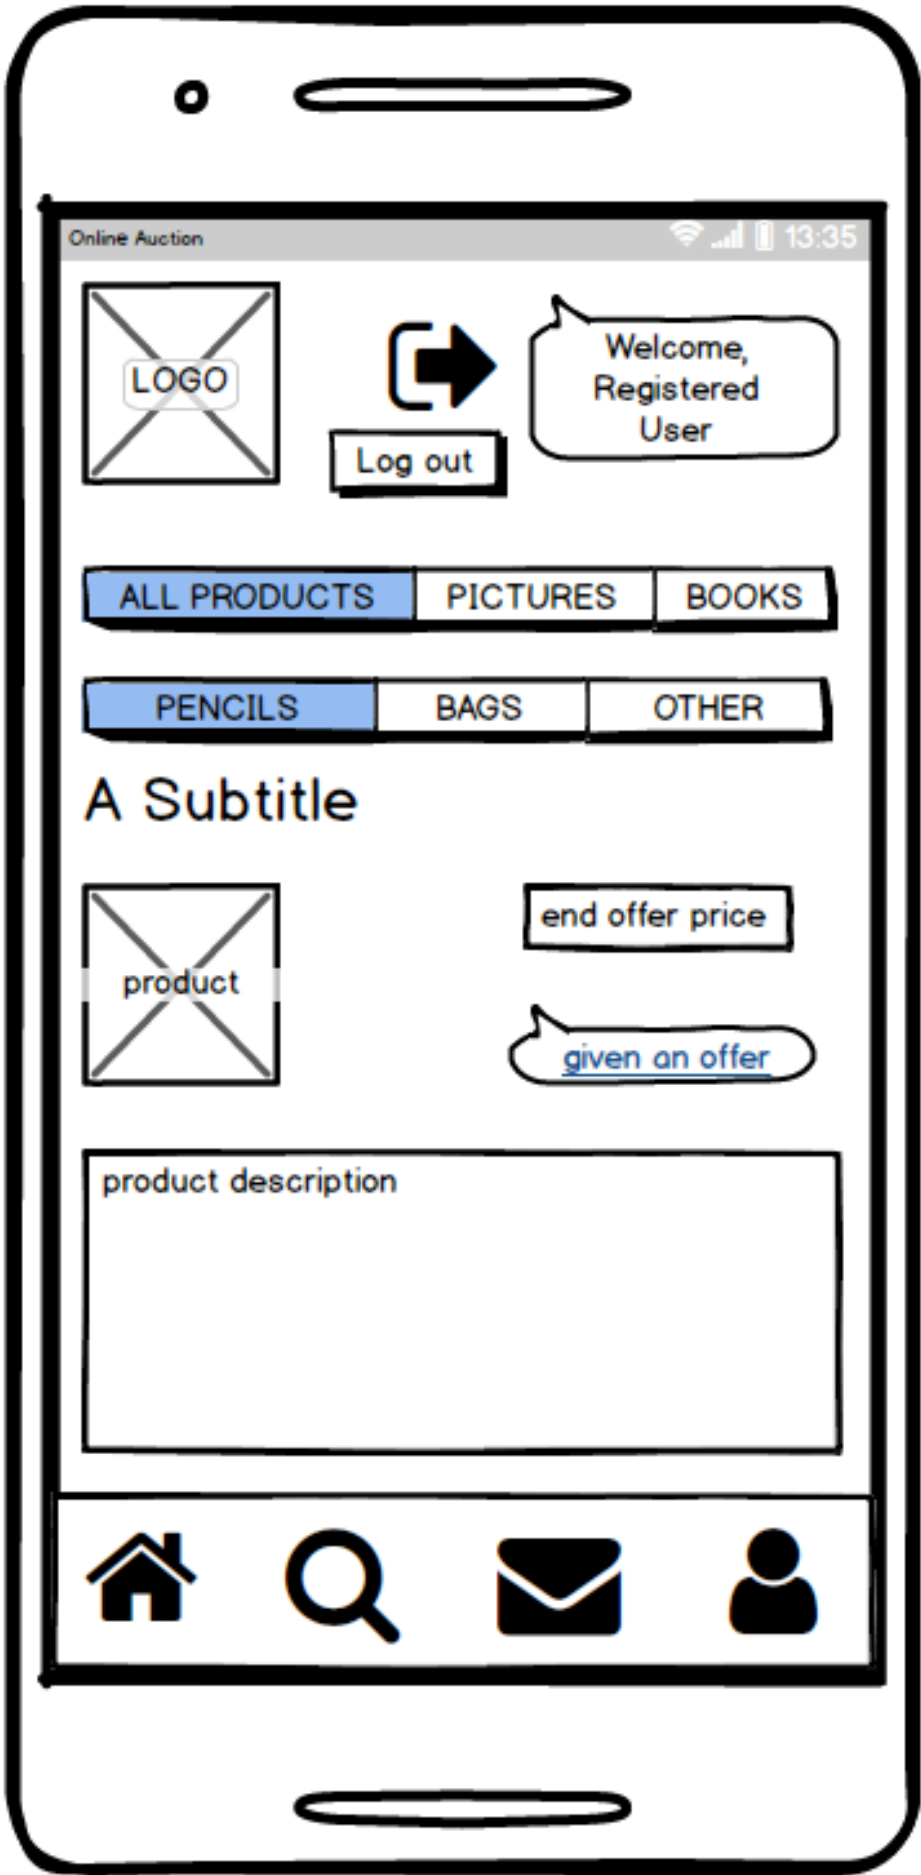 Online Auction 13:35
LOGO
Welcome,
Registered
User
Log out
ALL PRODUCTS PICTURES BOOKS
PENCILS BAGS OTHER
A Subtitle
end offer price
product
given an offer
product description